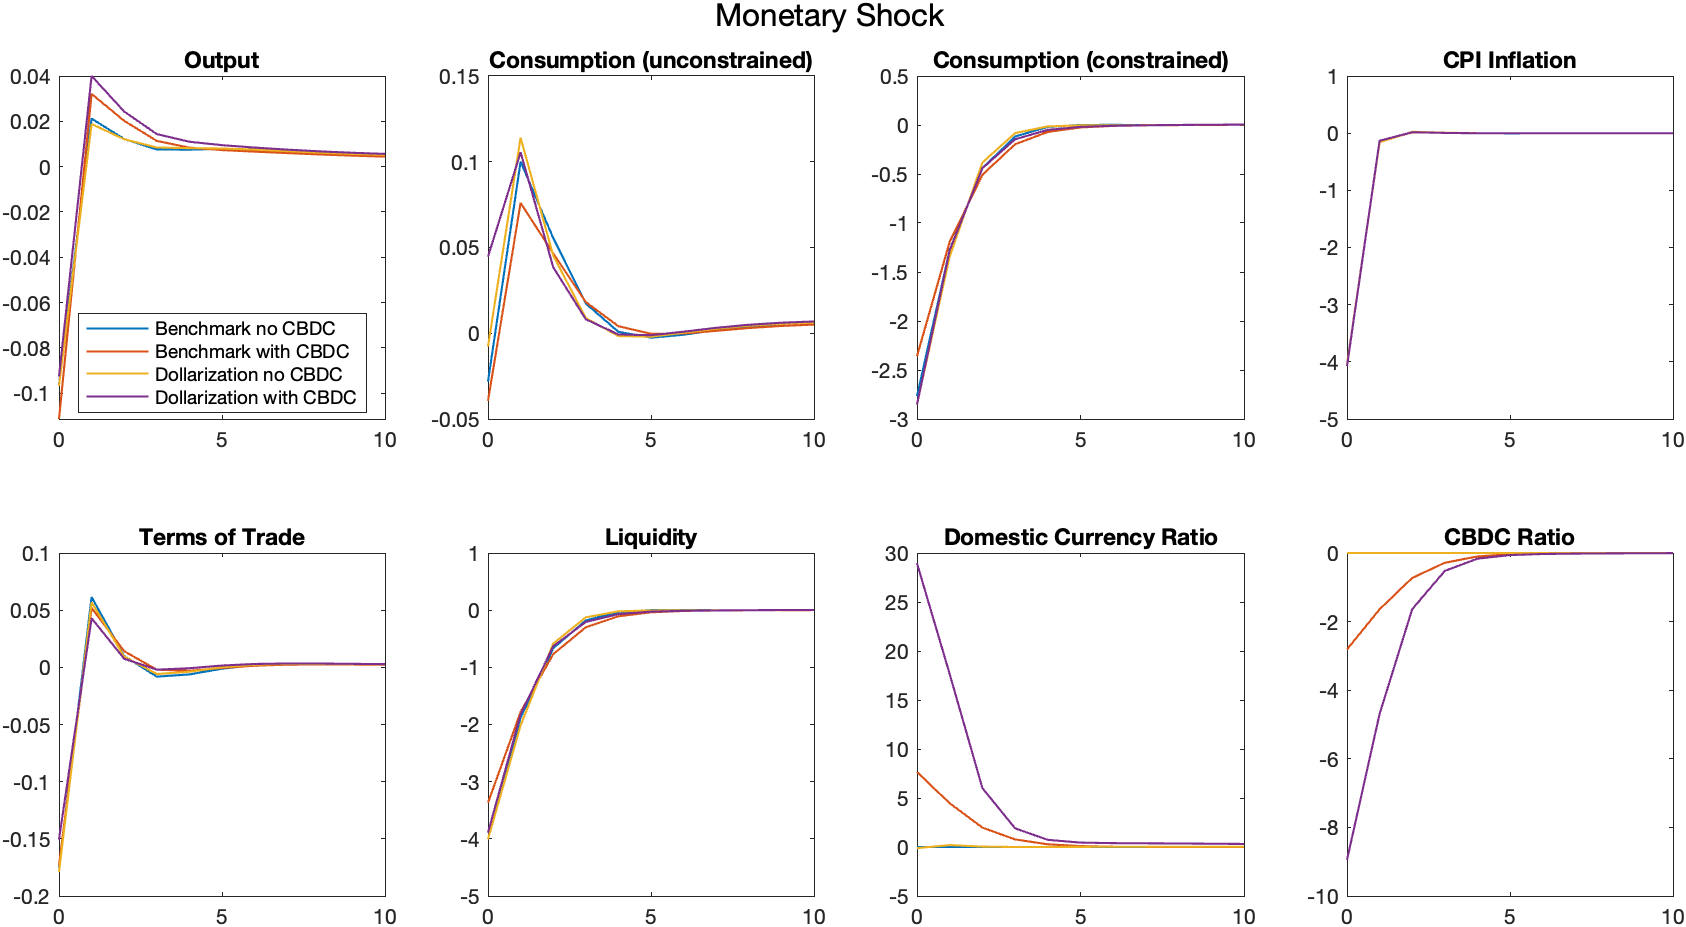 Monetary Shock
Output
0.04
0.02
0
-0.02
-0.04
-0.06
-0.08
-0.1
0 5 10
Benchmark no CBDC
Benchmark with CBDC
Dollarization no CBDC
Dollarization with CBDC
Consumption (unconstrained)
0.15
0.1
0.05
0
-0.05
0 5 10
Consumption (constrained)
0.5
0
-0.5
-1
-1.5
-2
-2.5
-3
0 5 10
CPI Inflation
1
0
-1
-2
-3
-4
-5
0 5 10
Terms of Trade
0.1
0.05
0
-0.05
-0.1
-0.15
-0.2
0 5 10
Liquidity
1
0
-1
-2
-3
-4
-5
0 5 10
Domestic Currency Ratio
30
25
20
15
10
5
0
-5
0 5 10
CBDC Ratio
0
-2
-4
-6
-8
-10
0 5 10